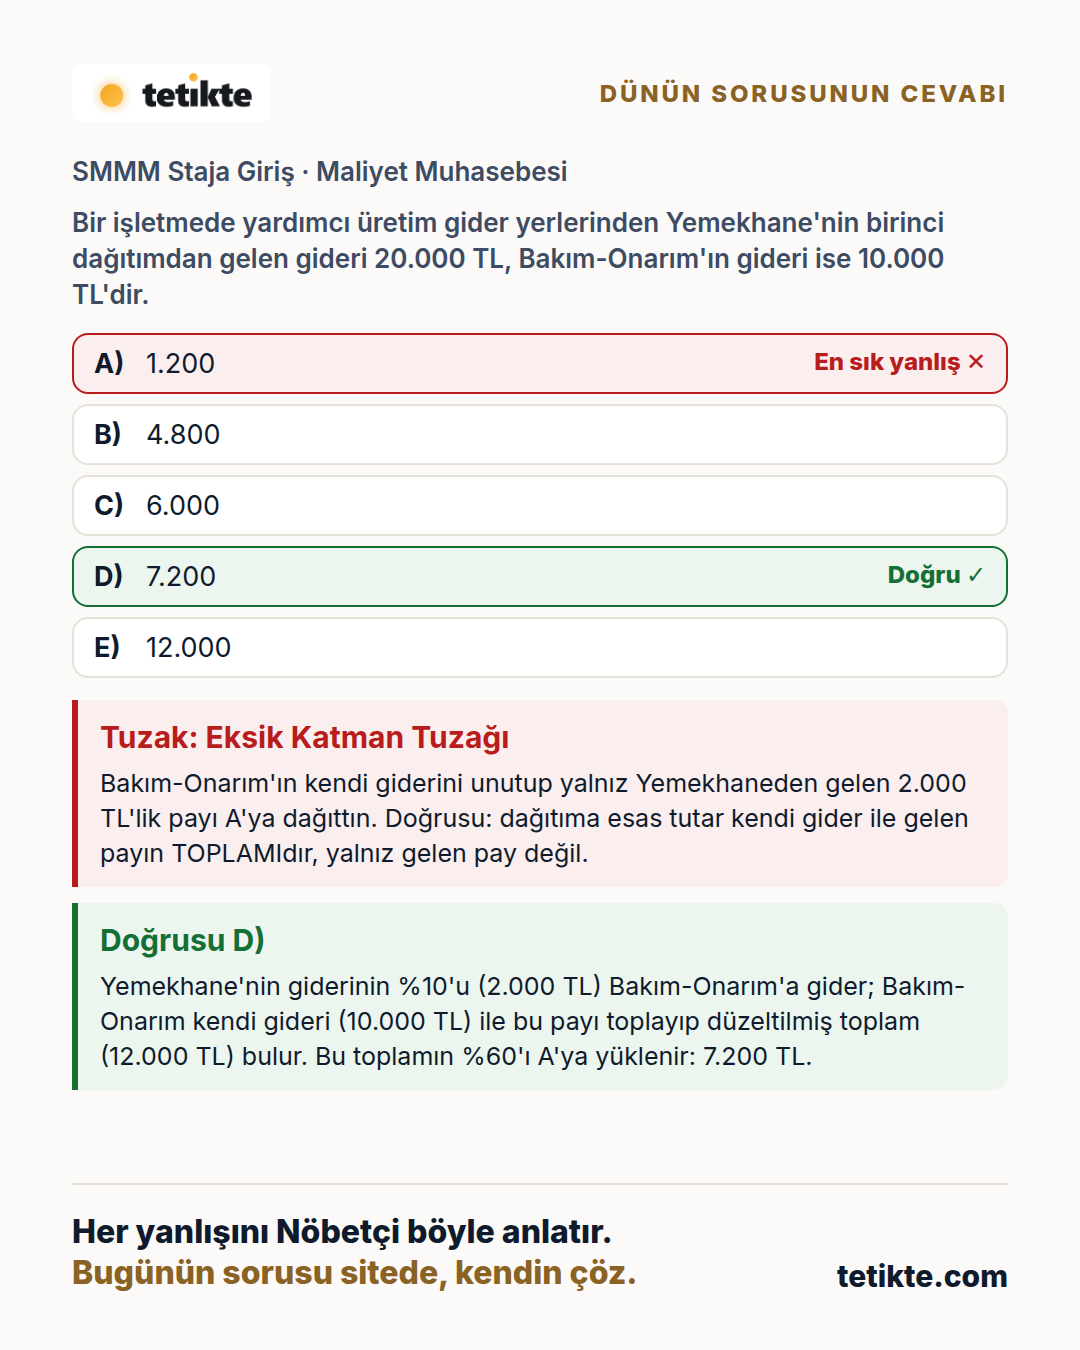 tetikte
DÜNÜN SORUSUNUN CEVABI
SMMM Staja Giriş · Maliyet Muhasebesi
Bir işletmede yardımcı üretim gider yerlerinden Yemekhane'nin birinci
dağıtımdan gelen gideri 20.000 TL, Bakım-Onarım'ın gideri ise 10.000
TL'dir.
A) 1.200 En sık yanlış ✕
B) 4.800
C) 6.000
D) 7.200 Doğru ✓
E) 12.000
Tuzak: Eksik Katman Tuzağı
Bakım-Onarım'ın kendi giderini unutup yalnız Yemekhaneden gelen 2.000
TL'lik payı A'ya dağıttın. Doğrusu: dağıtıma esas tutar kendi gider ile gelen
payın TOPLAMIdır, yalnız gelen pay değil.
Doğrusu D)
Yemekhane'nin giderinin %10'u (2.000 TL) Bakım-Onarım'a gider; Bakım-
Onarım kendi gideri (10.000 TL) ile bu payı toplayıp düzeltilmiş toplam
(12.000 TL) bulur. Bu toplamın %60'ı A'ya yüklenir: 7.200 TL.
Her yanlışını Nöbetçi böyle anlatır.
Bugünün sorusu sitede, kendin çöz.
tetikte.com